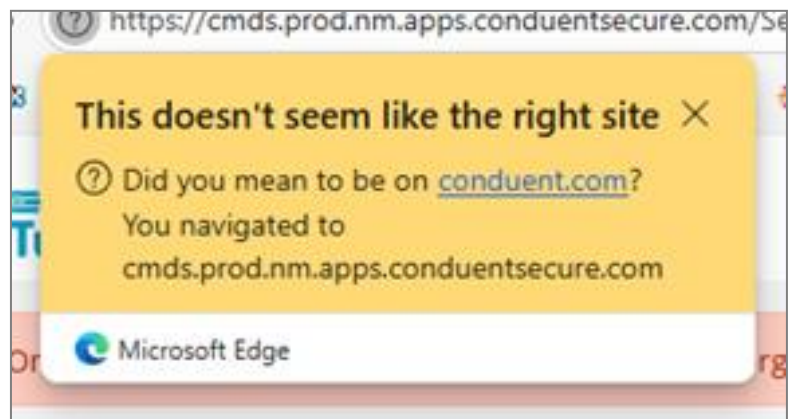 https://cmds.prod.nm.apps.conduentsecure.com/Se
This doesn't seem like the right site
Did you mean to be on conduent.com?
You navigated to
cmds.prod.nm.apps.conduentsecure.com
Microsoft Edge